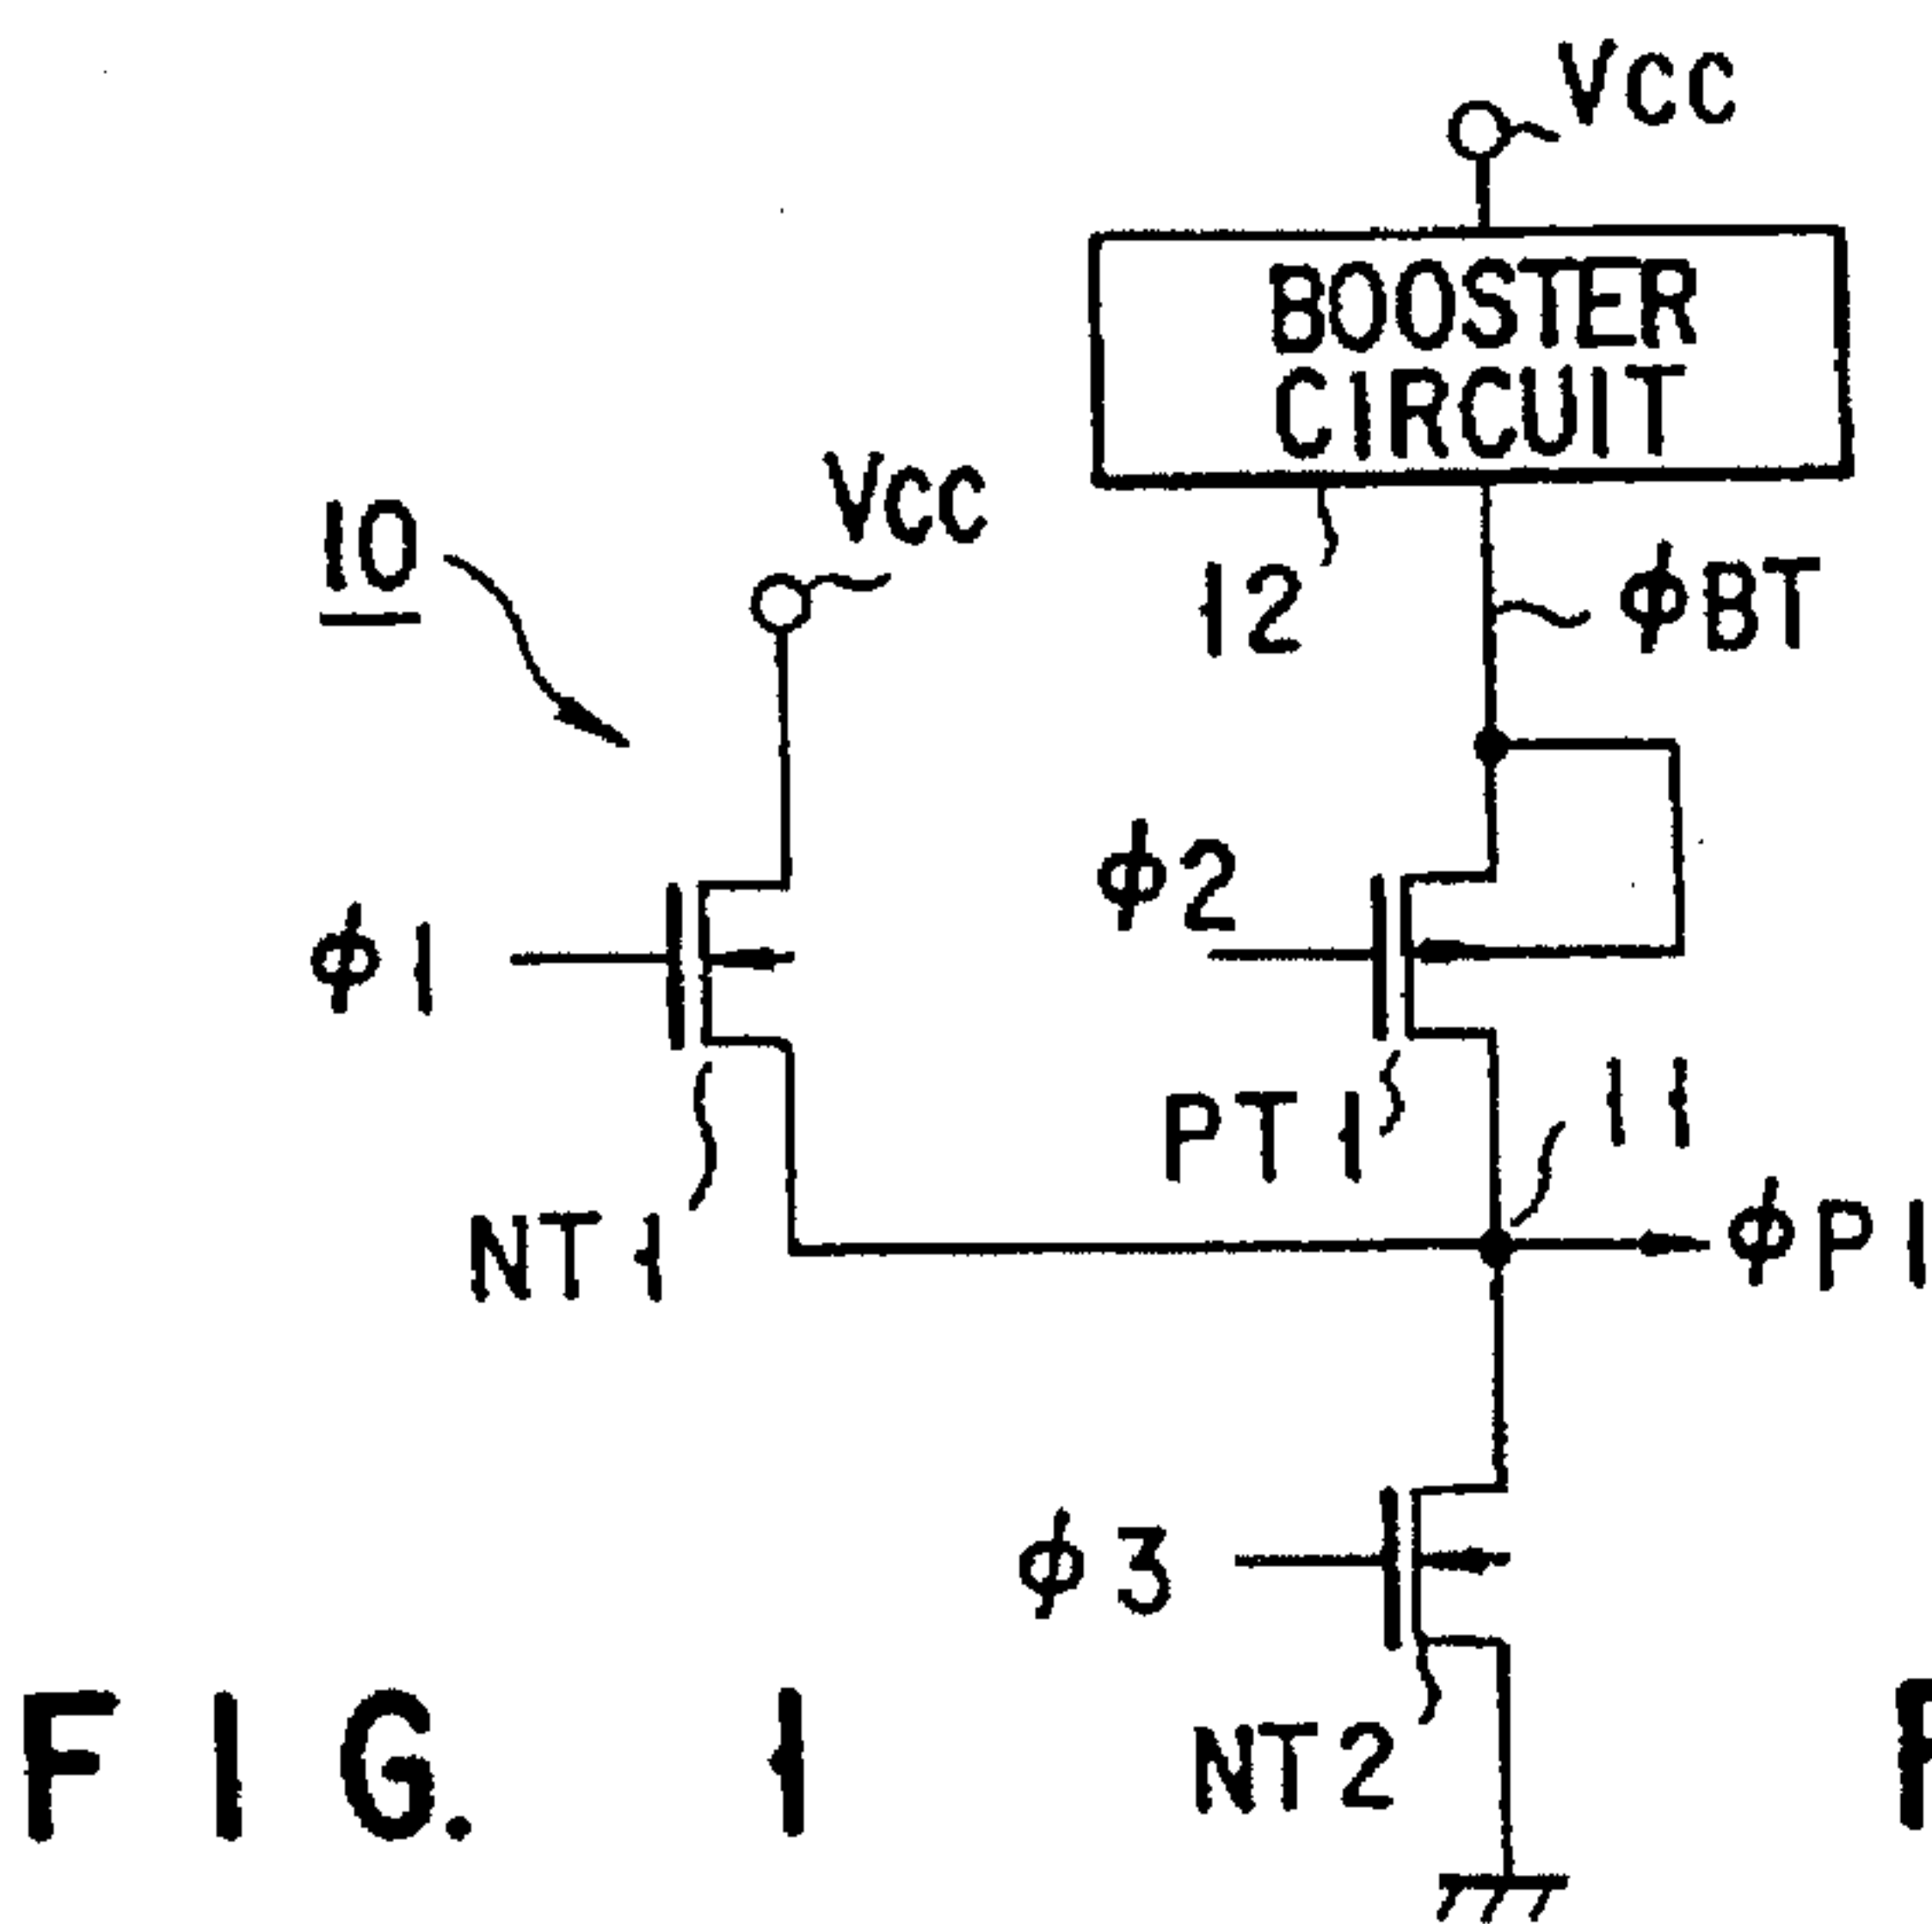 VCC
BOOSTER
CIRCUIT
VCC
10
12
φBT
φ2
φ1
PT1
11
NT1
φP1
φ3
NT2
FIG. 1